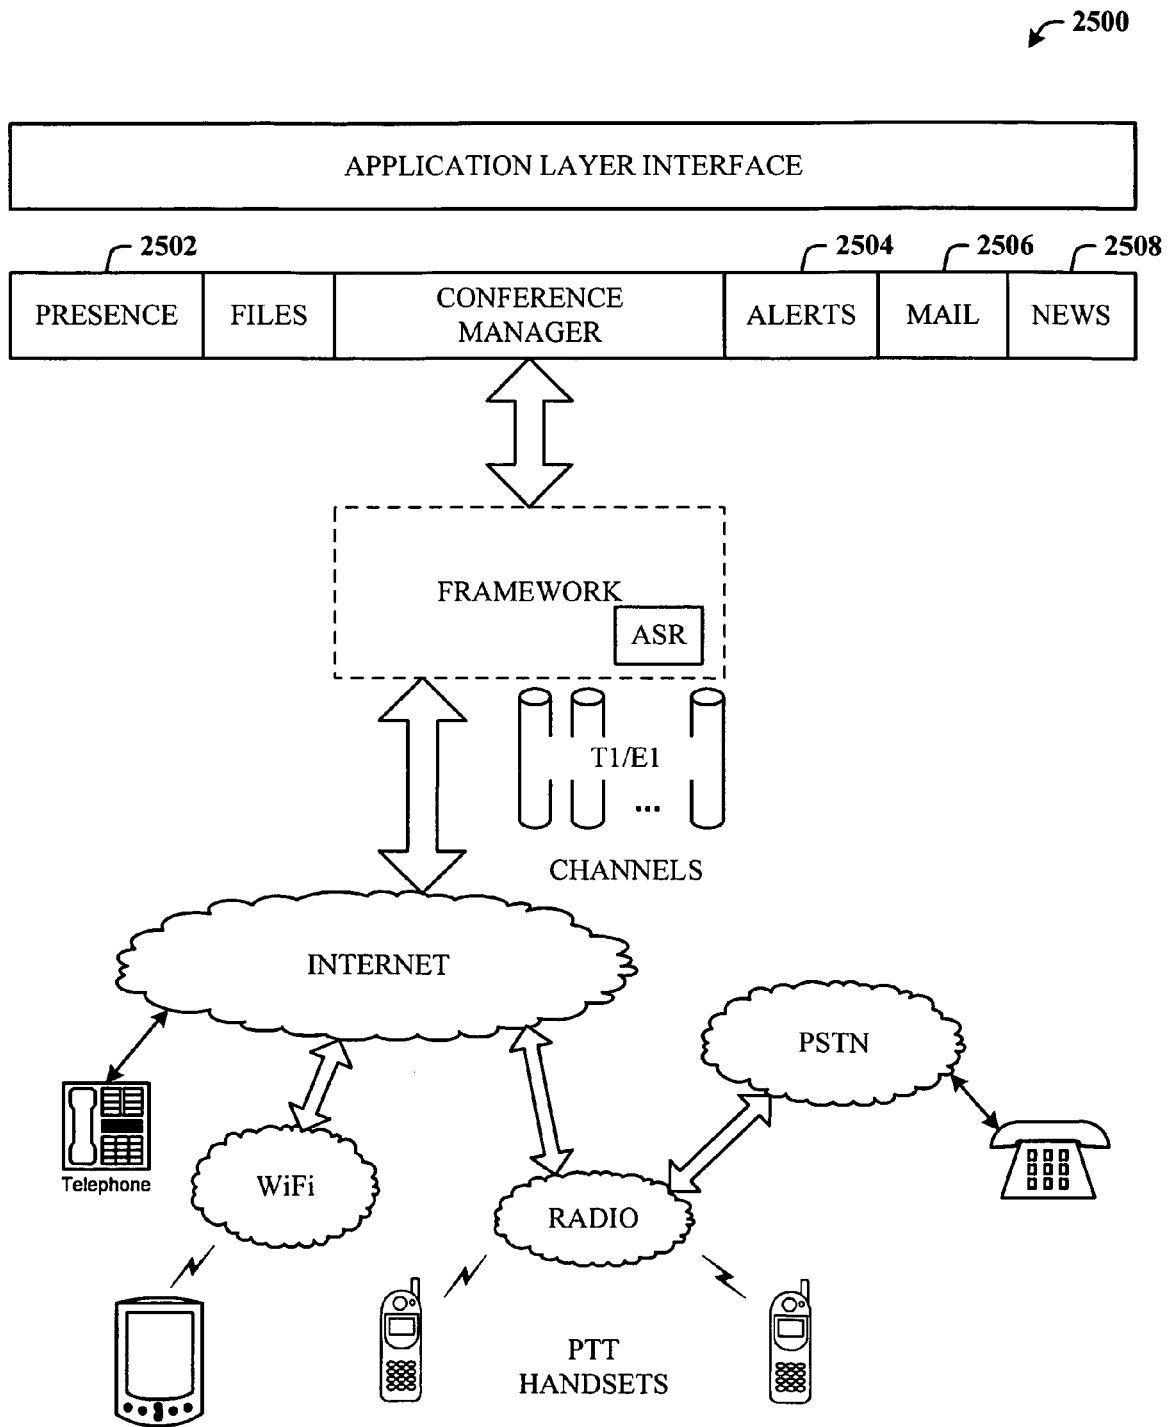 2500
APPLICATION LAYER INTERFACE
2502
2504
2506
2508
PRESENCE
FILES
CONFERENCE
MANAGER
ALERTS
MAIL
NEWS
FRAMEWORK
ASR
T1/E1
...
CHANNELS
INTERNET
PSTN
Telephone
WiFi
RADIO
PTT
HANDSETS